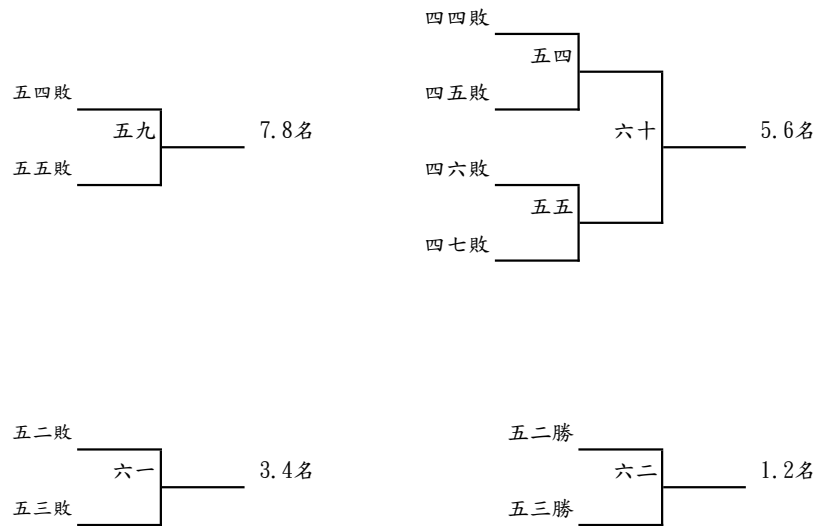 四四敗
五四
五四敗
四五敗
五九
7.8名
六十
5.6名
五五敗
四六敗
五五
四七敗
五二敗
五二勝
六一
3.4名
六二
1.2名
五三敗
五三勝